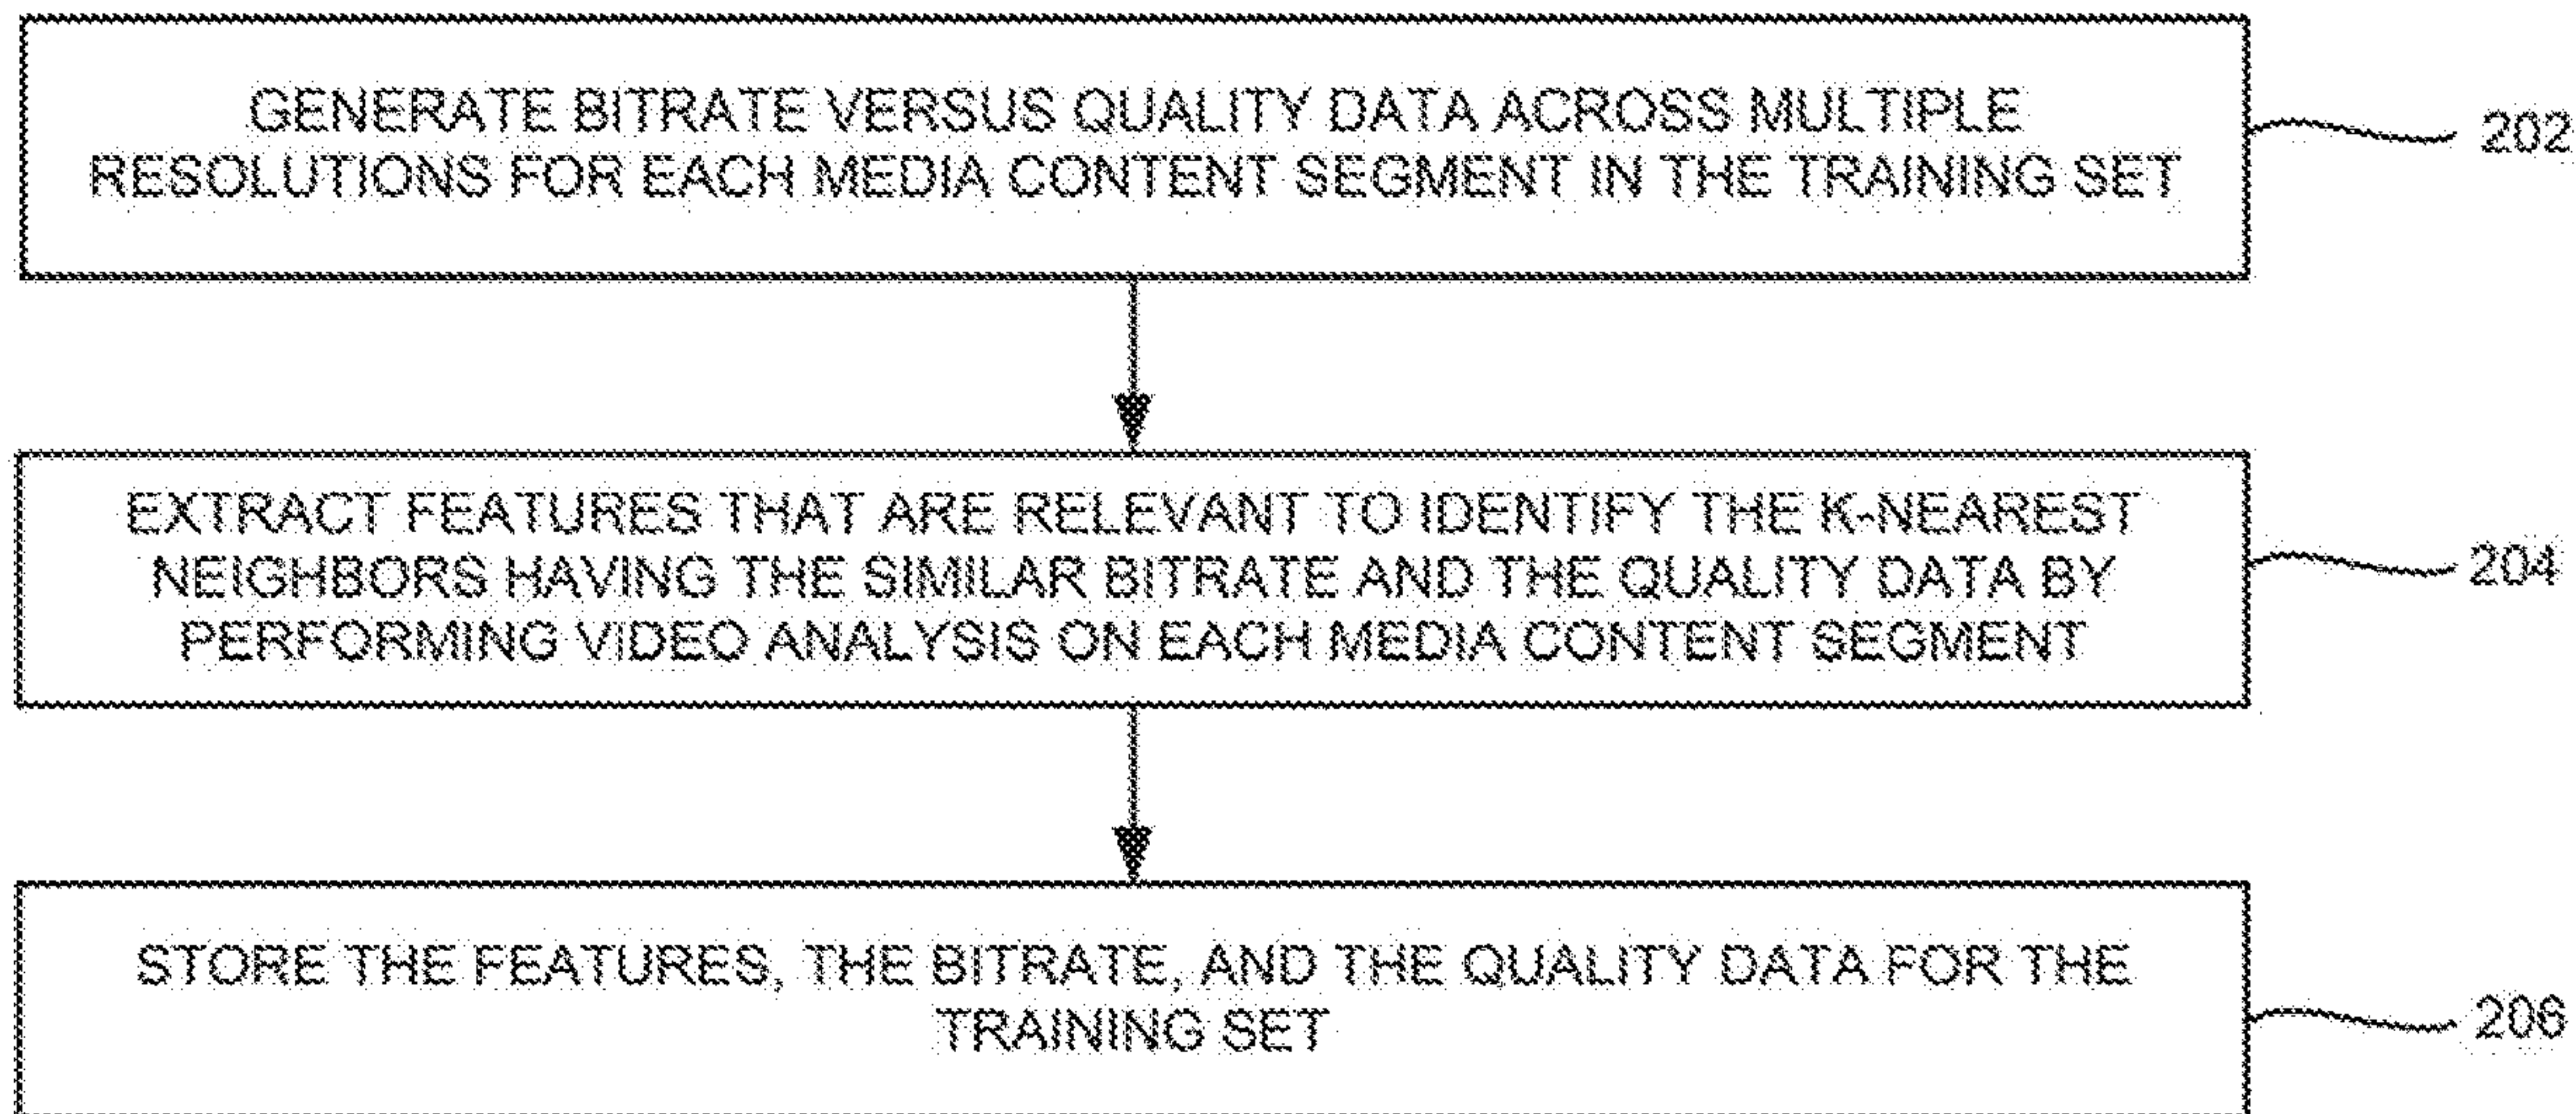 GENERATE BITRATE VERSUS QUALITY DATA ACROSS MULTIPLE
RESOLUTIONS FOR EACH MEDIA CONTENT SEGMENT IN THE TRAINING SET
202
EXTRACT FEATURES THAT ARE RELEVANT TO IDENTIFY THE K-NEAREST
NEIGHBORS HAVING THE SIMILAR BITRATE AND THE QUALITY DATA BY
PERFORMING VIDEO ANALYSIS ON EACH MEDIA CONTENT SEGMENT
204
STORE THE FEATURES, THE BITRATE, AND THE QUALITY DATA FOR THE
TRAINING SET
206